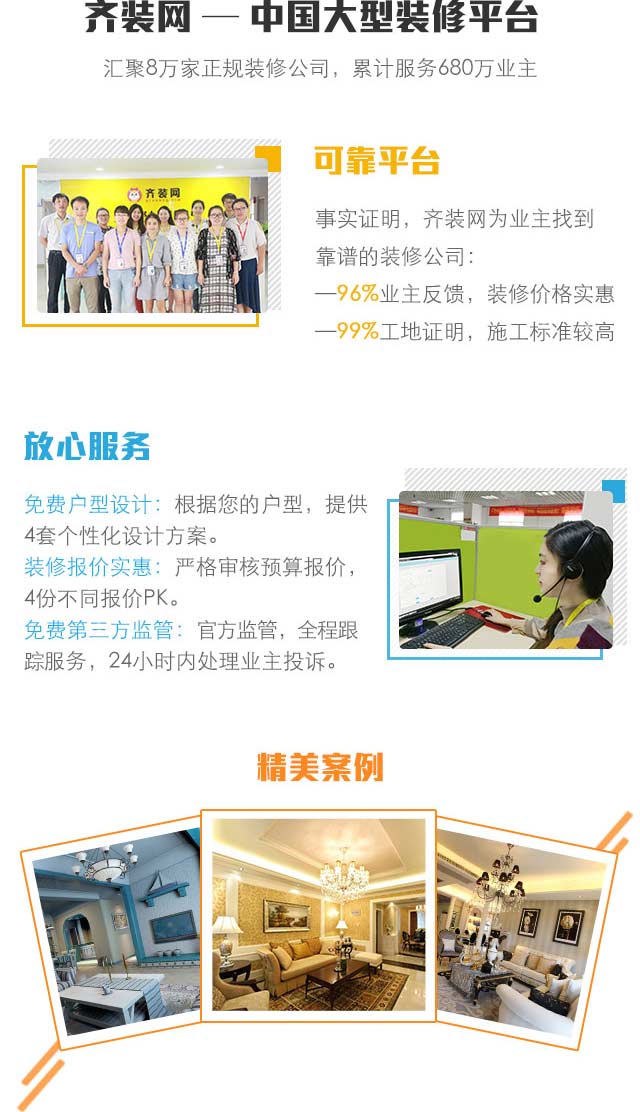 齐装网 — 中国大型装修平台
汇聚8万家正规装修公司，累计服务680万业主
齐装网
可靠平台
事实证明，齐装网为业主找到
靠谱的装修公司：
—96%业主反馈，装修价格实惠
—99%工地证明，施工标准较高
放心服务
免费户型设计：根据您的户型，提供
4套个性化设计方案。
装修报价实惠：严格审核预算报价，
4份不同报价PK。
免费第三方监管：官方监管，全程跟
踪服务，24小时内处理业主投诉。
精美案例